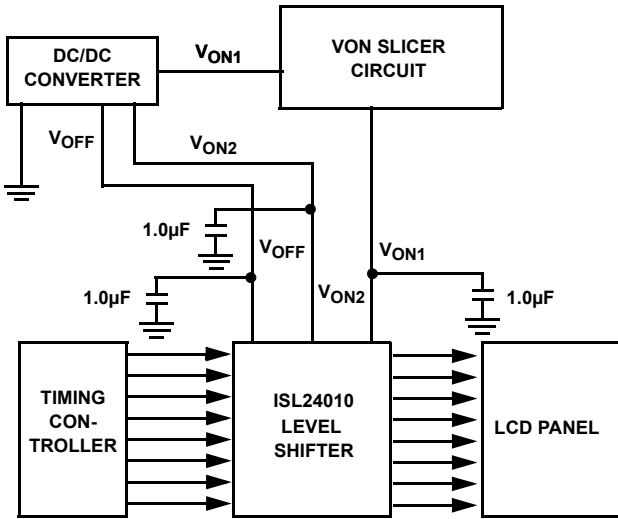 DC/DC
CONVERTER
VON1
VON SLICER
CIRCUIT
VOFF
VON2
1.0µF
VOFF
VON1
1.0µF
VON2
1.0µF
TIMING
CON-
TROLLER
ISL24010
LEVEL
SHIFTER
LCD PANEL